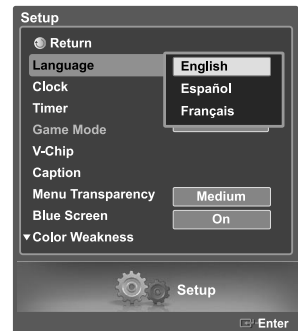 Setup
Return
Language
English
Clock
Español
Timer
Français
Game Mode
V-Chip
Caption
Menu Transparency Medium
Blue Screen On
▼Color Weakness
Setup
Enter